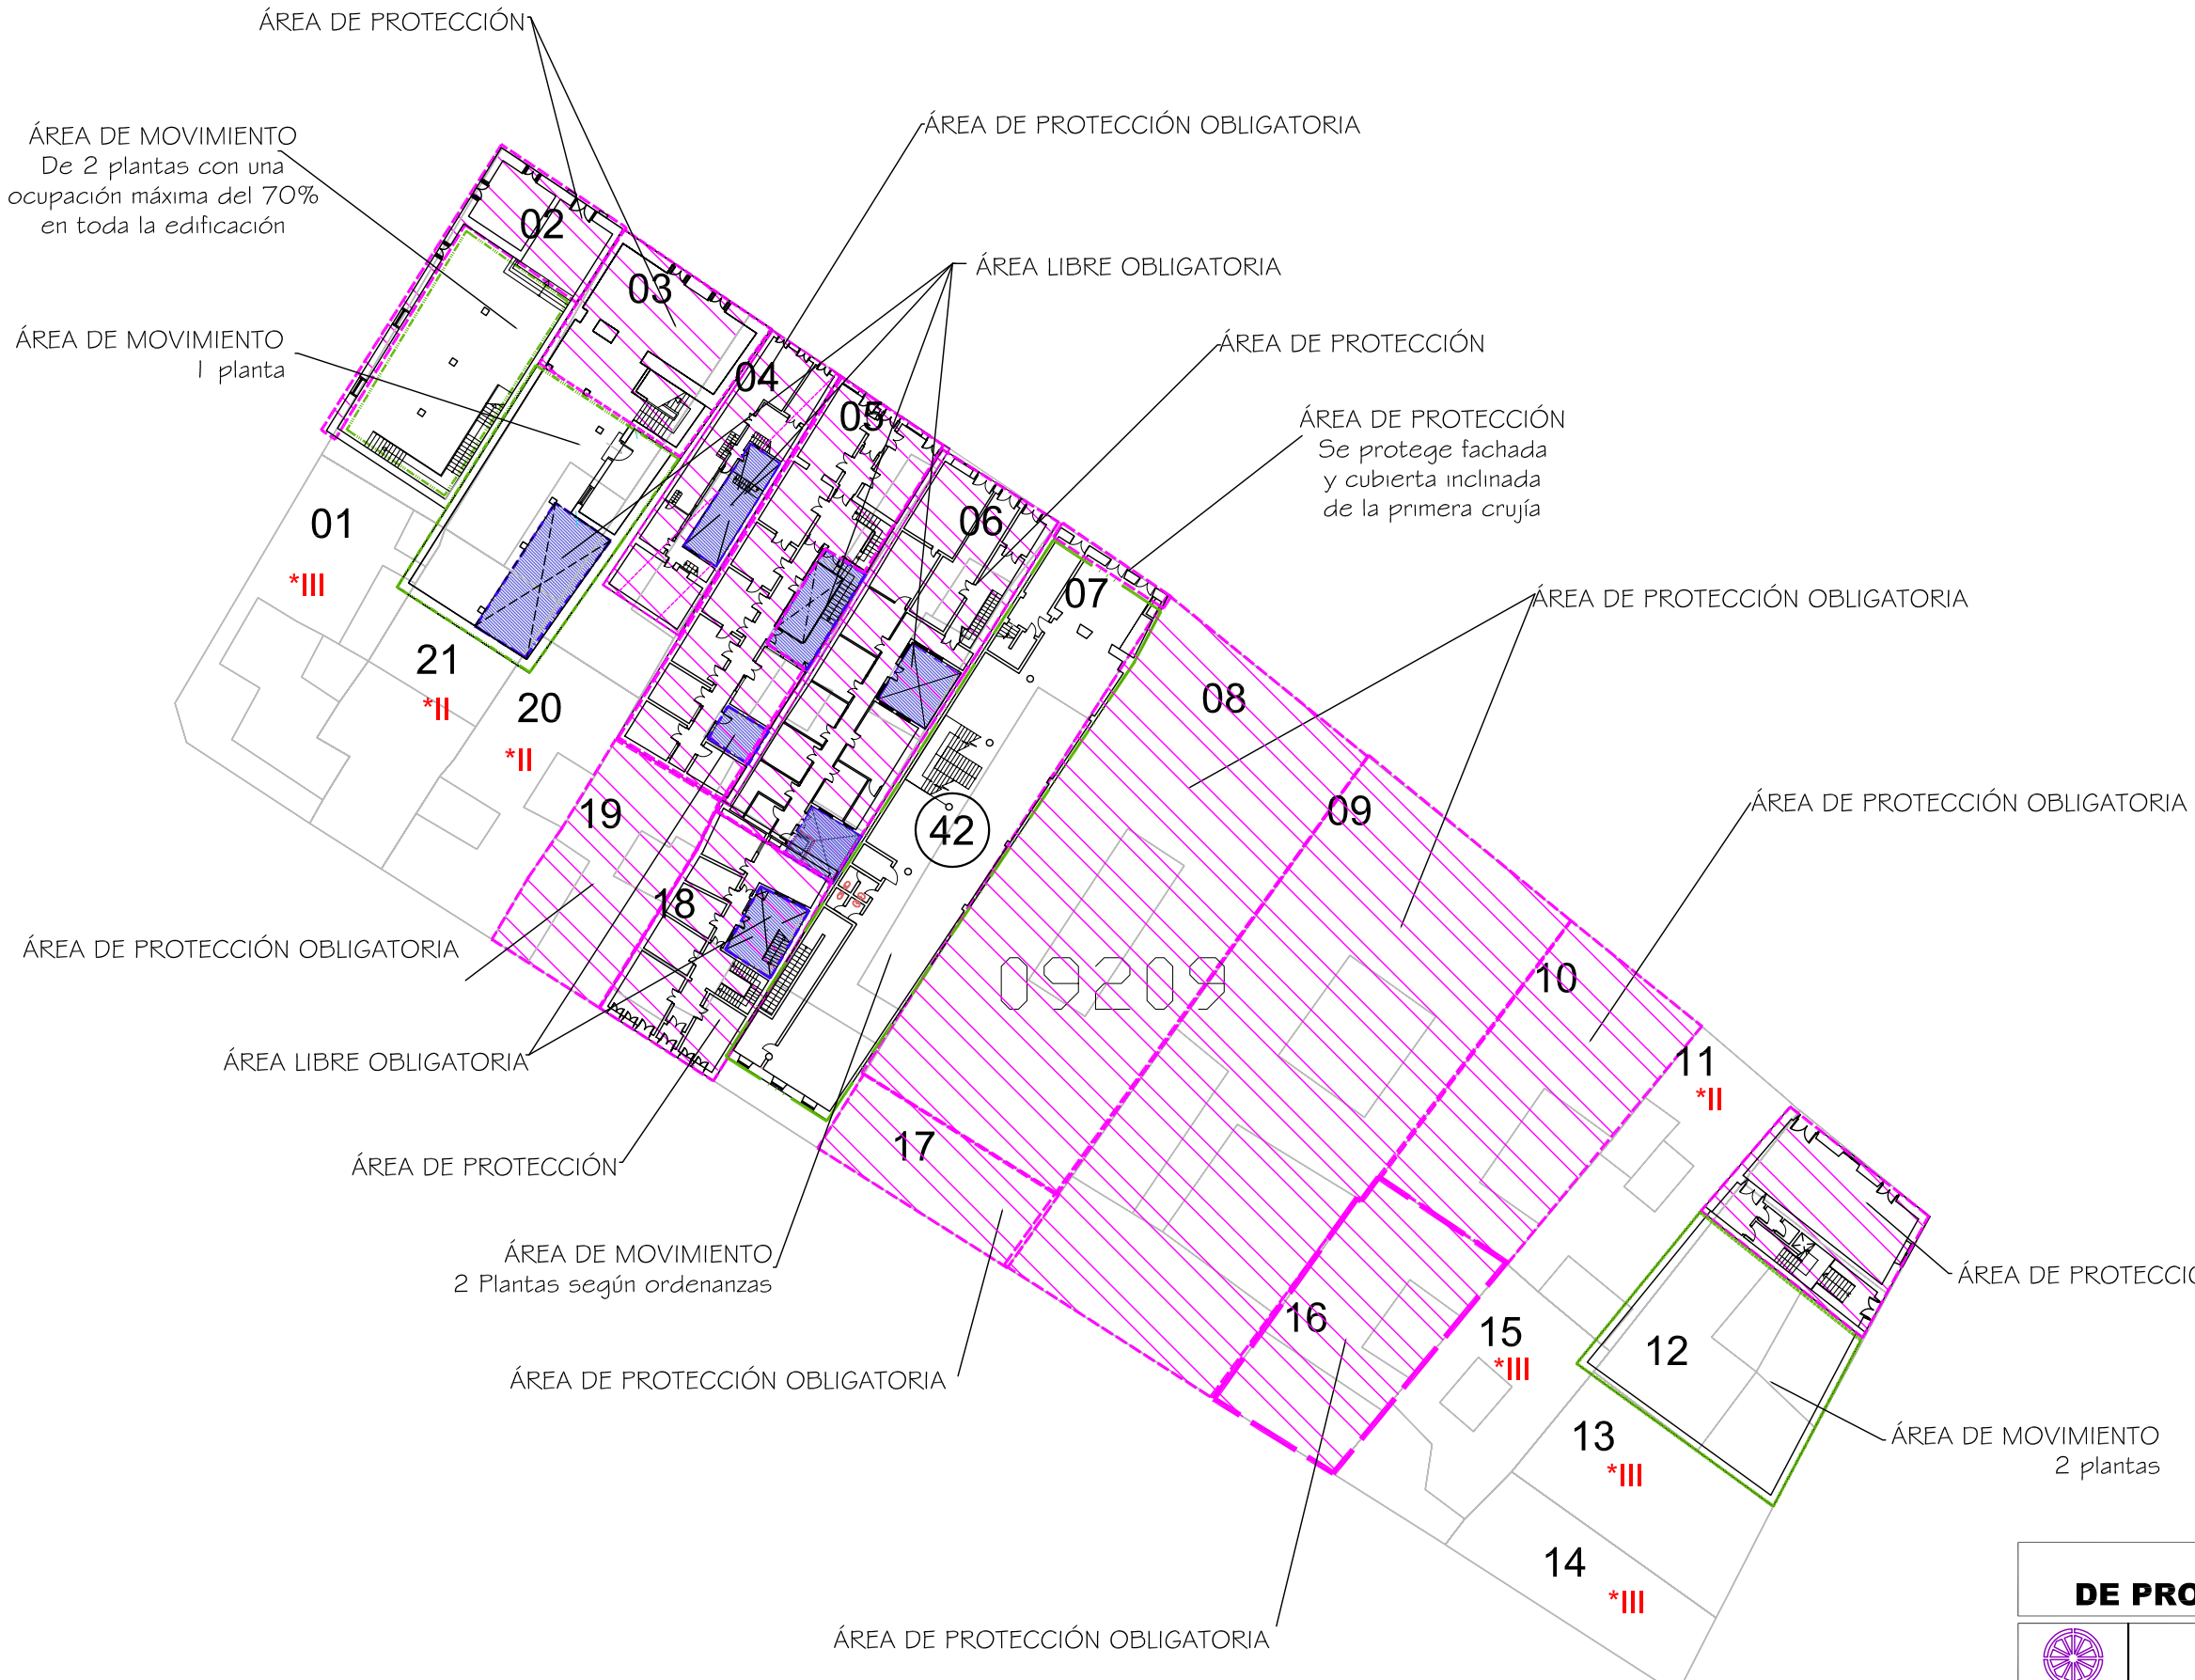 ÁREA DE PROTECCIÓN
ÁREA DE MOVIMIENTO
De 2 plantas con una
ocupación máxima del 70%
en toda la edificación
ÁREA DE PROTECCIÓN OBLIGATORIA
ÁREA LIBRE OBLIGATORIA
ÁREA DE MOVIMIENTO
1 planta
ÁREA DE PROTECCIÓN
ÁREA DE PROTECCIÓN
Se protege fachada
y cubierta inclinada
de la primera crujía
02
03
04
05
06
07
01
*III
ÁREA DE PROTECCIÓN OBLIGATORIA
21
*II
20
*II
08
09
ÁREA DE PROTECCIÓN OBLIGATORIA
19
42
18
ÁREA DE PROTECCIÓN OBLIGATORIA
09209
10
11
*II
ÁREA LIBRE OBLIGATORIA
ÁREA DE PROTECCIÓN
17
ÁREA DE MOVIMIENTO
2 Plantas según ordenanzas
ÁREA DE PROTECCIÓN OBLIGATORIA
16
15
*III
12
ÁREA DE
13
*III
ÁREA DE MOVIMIENTO
2 plantas
14
*III
ÁREA DE PROTECCIÓN OBLIGATORIA
DE